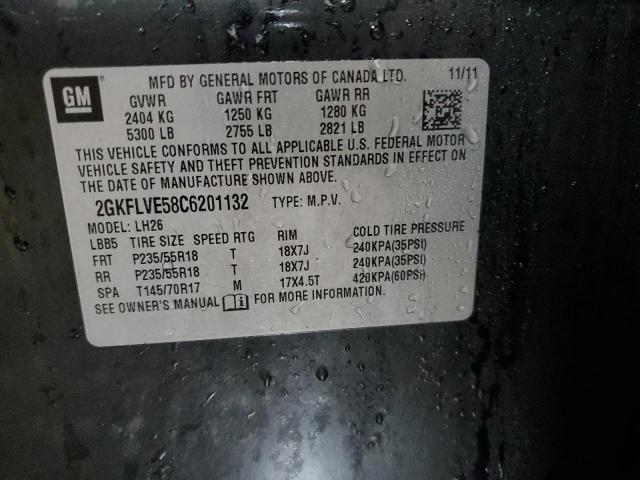 GM
MFD BY GENERAL MOTORS OF CANADA LTD. 11/11
GVWR GAWR FRT GAWR RR
2404 KG 1250 KG 1280 KG
5300 LB 2755 LB 2821 LB
THIS VEHICLE CONFORMS TO ALL APPLICABLE U.S. FEDERAL MOTOR
VEHICLE SAFETY AND THEFT PREVENTION STANDARDS IN EFFECT ON
THE DATE OF MANUFACTURE SHOWN ABOVE.
2GKFLVE58C6201132 TYPE: M.P.V.
MODEL: LH26
LBB5 TIRE SIZE SPEED RTG RIM COLD TIRE PRESSURE
FRT P235/55R18 T 18X7J 240KPA(35PSI)
RR P235/55R18 T 18X7J 240KPA(35PSI)
SPA T145/70R17 M 17X4.5T 420KPA(60PSI)
SEE OWNER'S MANUAL FOR MORE INFORMATION.